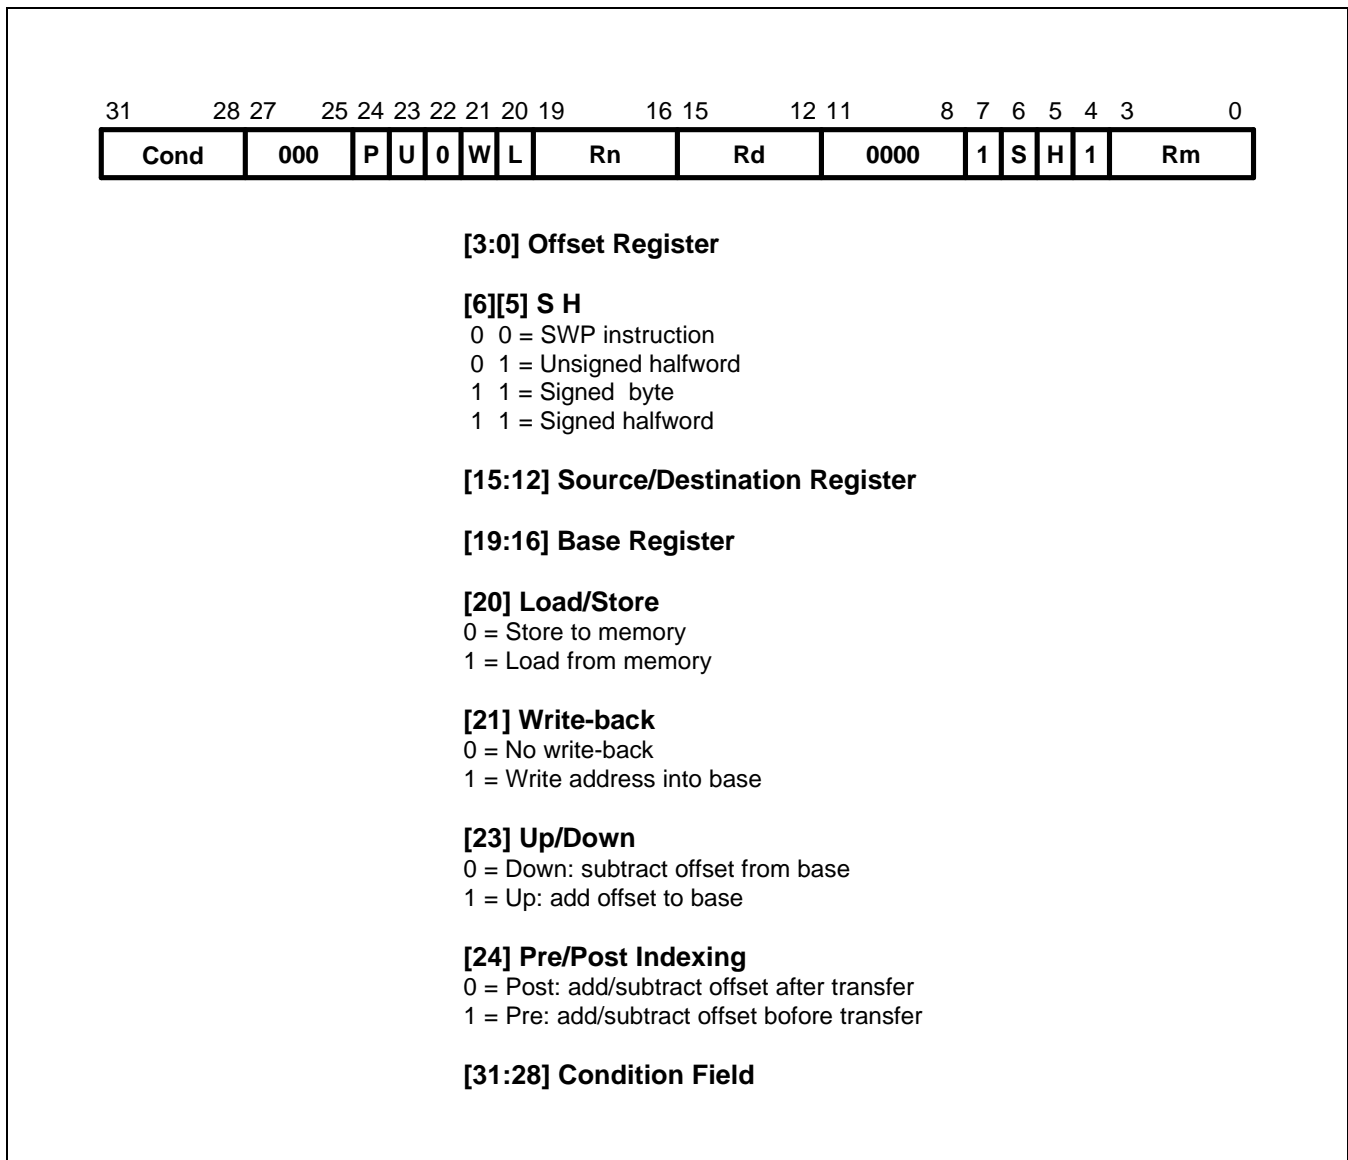 31 28 27 25 24 23 22 21 20 19 16 15 12 11 8 7 6 5 4 3 0
Cond 000 P U 0 W L Rn Rd 0000 1 S H 1 Rm
[3:0] Offset Register
[6][5] S H
0 0 = SWP instruction
0 1 = Unsigned halfword
1 1 = Signed byte
1 1 = Signed halfword
[15:12] Source/Destination Register
[19:16] Base Register
[20] Load/Store
0 = Store to memory
1 = Load from memory
[21] Write-back
0 = No write-back
1 = Write address into base
[23] Up/Down
0 = Down: subtract offset from base
1 = Up: add offset to base
[24] Pre/Post Indexing
0 = Post: add/subtract offset after transfer
1 = Pre: add/subtract offset bofore transfer
[31:28] Condition Field